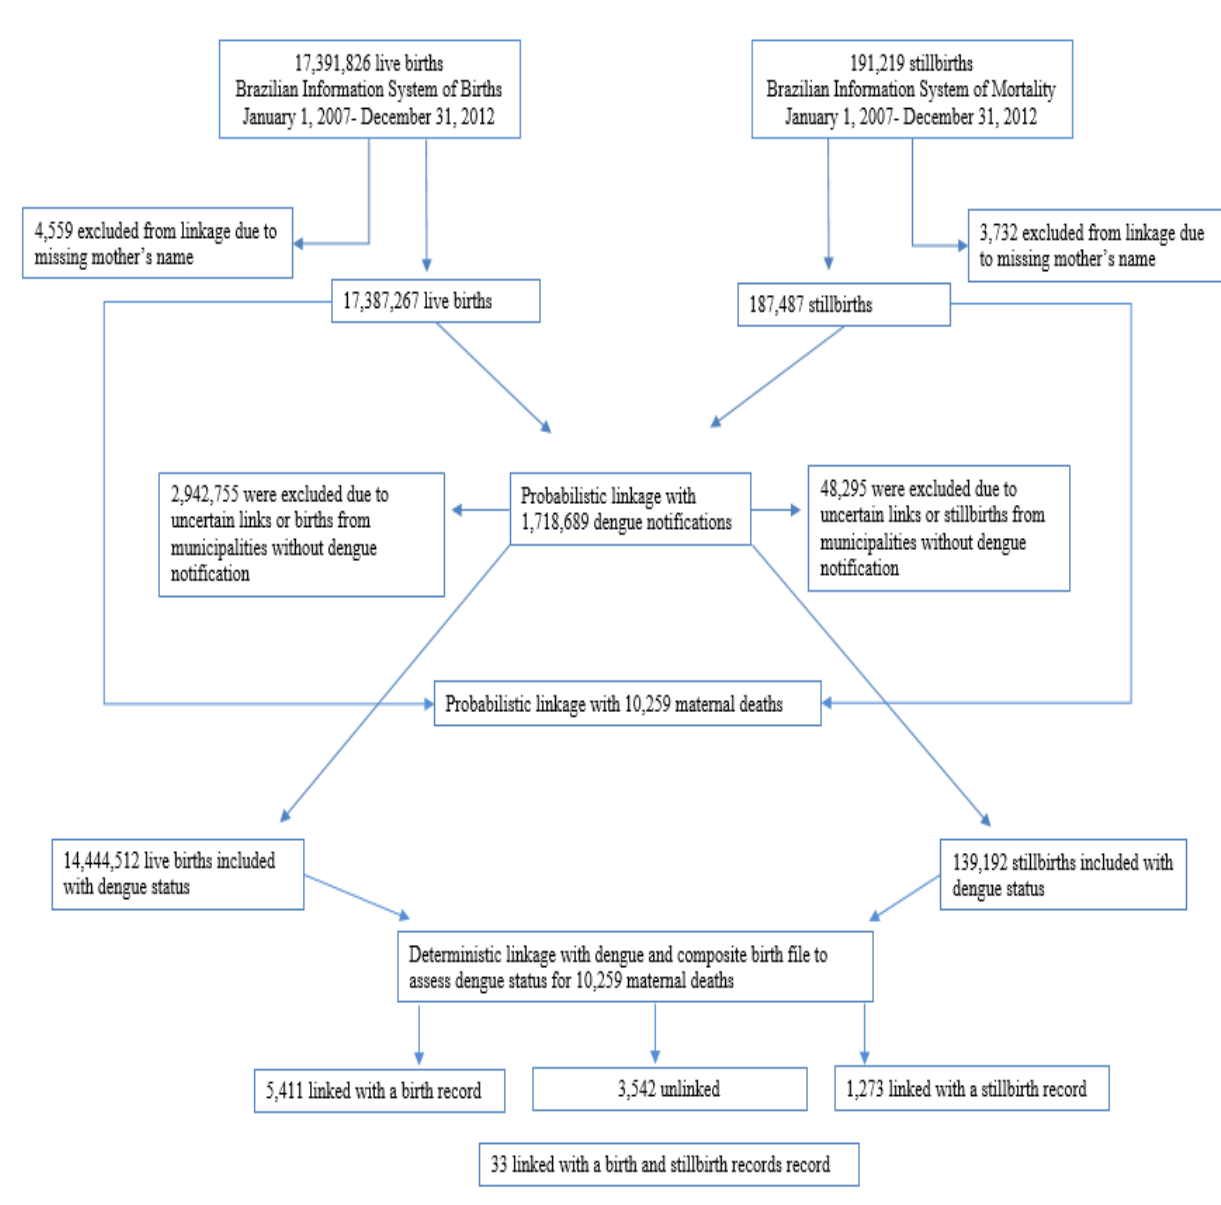 17,391,826 live births
Brazilian Information System of Births
January 1, 2007- December 31, 2012
191,219 stillbirths
Brazilian Information System of Mortality
January 1, 2007- December 31, 2012
4,559 excluded from linkage due to
missing mother’s name
3,732 excluded from linkage due
to missing mother’s name
17,387,267 live births
187,487 stillbirths
2,942,755 were excluded due to
uncertain links or births from
municipalities without dengue
notification
Probabilistic linkage with
1,718,689 dengue notifications
48,295 were excluded due to
uncertain links or stillbirths from
municipalities without dengue
notification
Probabilistic linkage with 10,259 maternal deaths
14,444,512 live births included
with dengue status
139,192 stillbirths included with
dengue status
Deterministic linkage with dengue and composite birth file to
assess dengue status for 10,259 maternal deaths
5,411 linked with a birth record
3,542 unlinked
1,273 linked with a stillbirth record
33 linked with a birth and stillbirth records record